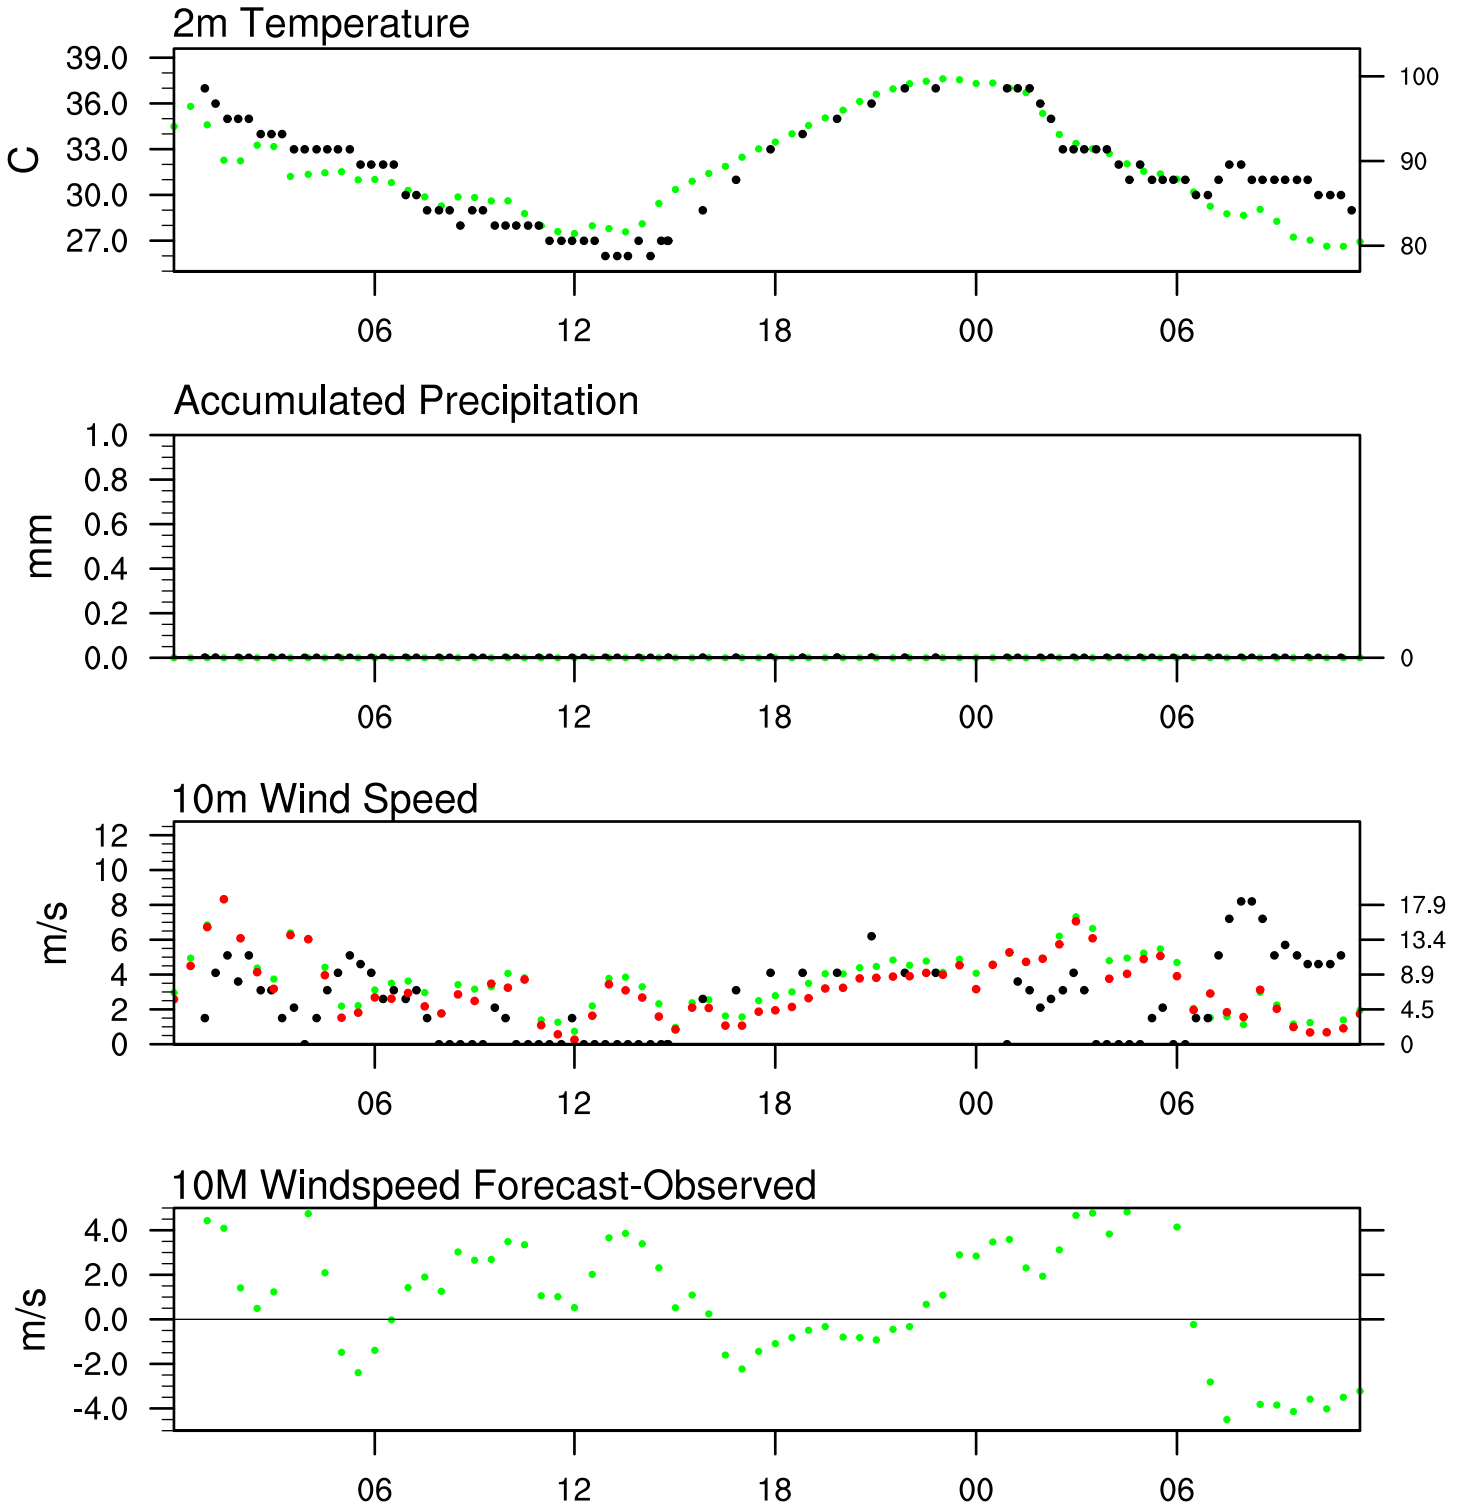 2m Temperature
39.0
36.0
33.0
30.0
27.0
C
100
90
80
06 12 18 00 06
Accumulated Precipitation
1.0
0.8
0.6
0.4
0.2
0.0
mm
0
06 12 18 00 06
10m Wind Speed
12
10
8
6
4
2
0
m/s
17.9
13.4
8.9
4.5
0
06 12 18 00 06
10M Windspeed Forecast-Observed
4.0
2.0
0.0
-2.0
-4.0
m/s
06 12 18 00 06